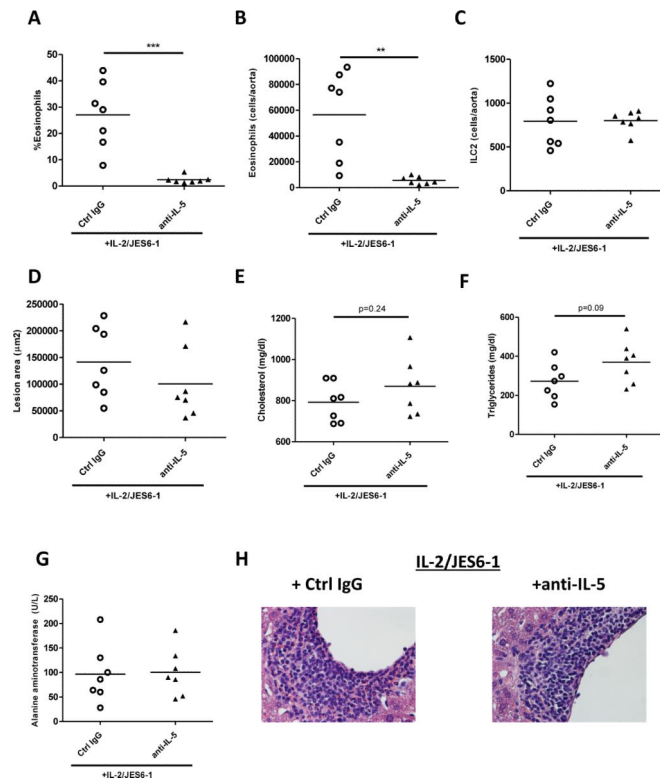 A
***
%Eosinophils
50
40
30
20
10
0
Ctrl IgG
anti-IL-5
+IL-2/JES6-1
B
**
Eosinophils (cells/aorta)
100000
80000
60000
40000
20000
0
Ctrl IgG
anti-IL-5
+IL-2/JES6-1
C
ILC2 (cells/aorta)
1500
1000
500
0
Ctrl IgG
anti-IL-5
+IL-2/JES6-1
D
Lesion area (µm2)
250000
200000
150000
100000
50000
0
Ctrl IgG
anti-IL-5
+IL-2/JES6-1
E
p=0.24
Cholesterol (mg/dl)
1200
1000
800
600
Ctrl IgG
anti-IL-5
+IL-2/JES6-1
F
p=0.09
Triglycerides (mg/dl)
600
400
200
0
Ctrl IgG
anti-IL-5
+IL-2/JES6-1
G
Alanine aminotransferase (U/L)
250
200
150
100
50
0
Ctrl IgG
anti-IL-5
+IL-2/JES6-1
H
IL-2/JES6-1
+ Ctrl IgG
+anti-IL-5